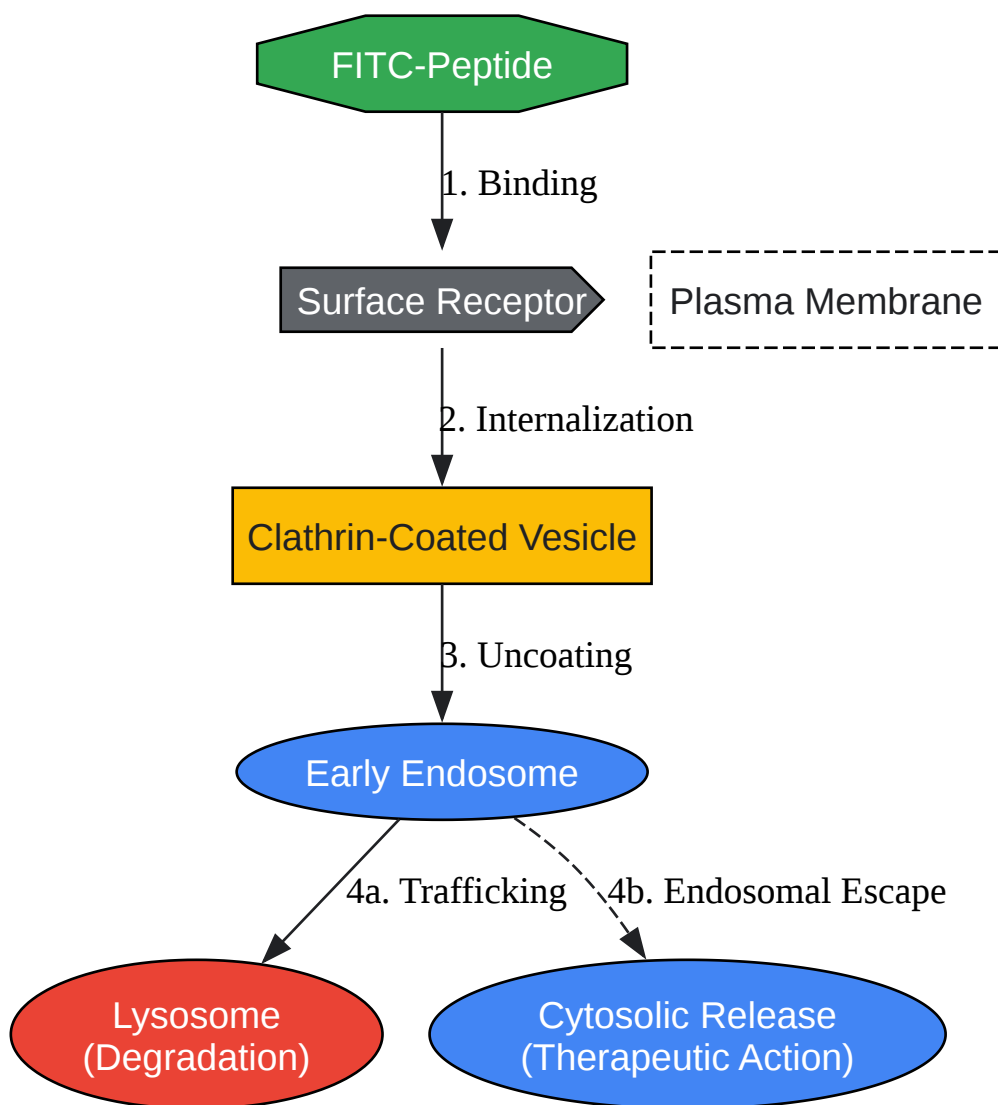 FITC-Peptide
1. Binding
Surface Receptor
Plasma Membrane
2. Internalization
Clathrin-Coated Vesicle
3. Uncoating
Early Endosome
4a. Trafficking
4b. Endosomal Escape
Lysosome
(Degradation)
Cytosolic Release
(Therapeutic Action)